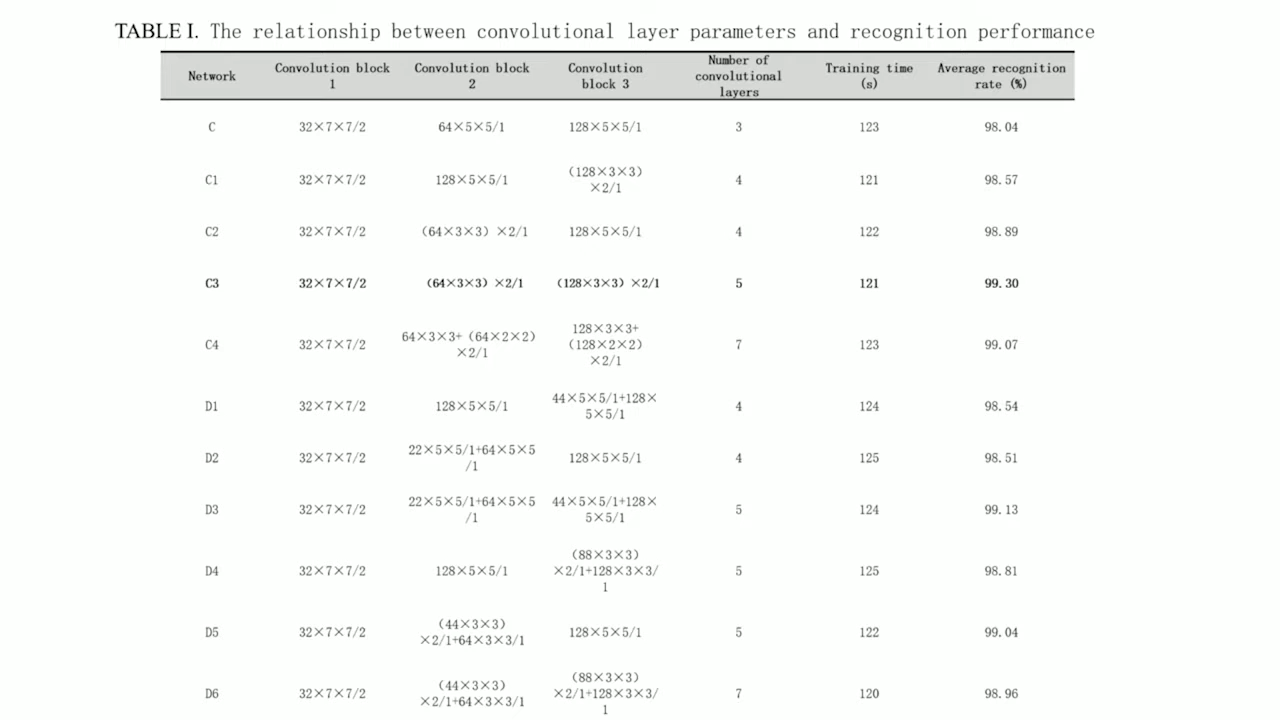 TABLE I. The relationship between convolutional layer parameters and recognition performance
Network Convolution block 1 Convolution block 2 Convolution block 3 Number of convolutional layers Training time (s) Average recognition rate (%)
C 32×7×7/2 64×5×5/1 128×5×5/1 3 123 98.04
C1 32×7×7/2 128×5×5/1 (128×3×3) ×2/1 4 121 98.57
C2 32×7×7/2 (64×3×3) ×2/1 128×5×5/1 4 122 98.89
C3 32×7×7/2 (64×3×3) ×2/1 (128×3×3) ×2/1 5 121 99.30
C4 32×7×7/2 64×3×3+ (64×2×2) ×2/1 128×3×3+ (128×2×2) ×2/1 7 123 99.07
D1 32×7×7/2 128×5×5/1 44×5×5/1+128×5×5/1 4 124 98.54
D2 32×7×7/2 22×5×5/1+64×5×5/1 128×5×5/1 4 125 98.51
D3 32×7×7/2 22×5×5/1+64×5×5/1 44×5×5/1+128×5×5/1 5 124 99.13
D4 32×7×7/2 128×5×5/1 (88×3×3) ×2/1+128×3×3/1 5 125 98.81
D5 32×7×7/2 (44×3×3) ×2/1+64×3×3/1 128×5×5/1 5 122 99.04
D6 32×7×7/2 (44×3×3) ×2/1+64×3×3/1 (88×3×3) ×2/1+128×3×3/1 7 120 98.96